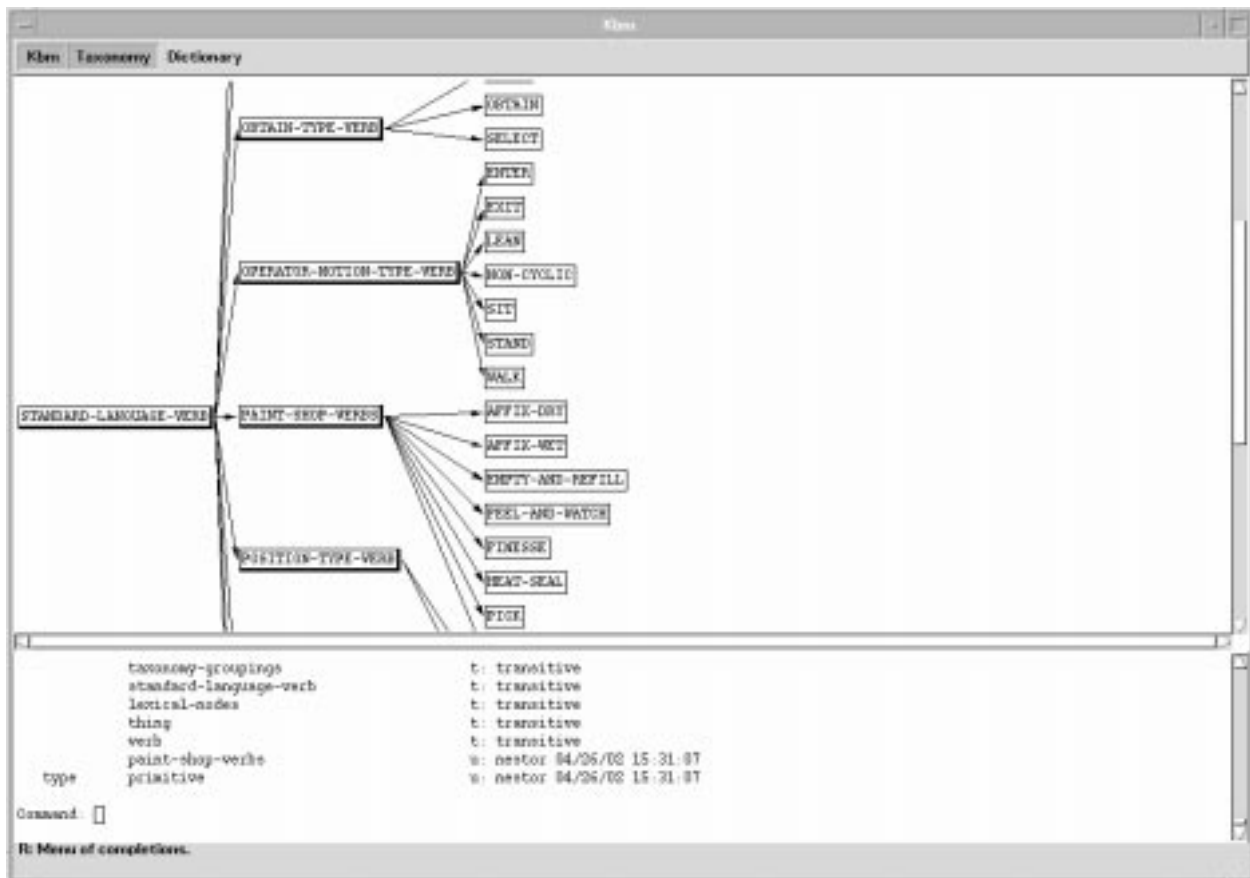 Kbm
Kbm Taxonomy Dictionary
OBTAIN
OBTAIN-TYPE-VERB
SELECT
ENTER
EXIT
LEAN
OPERATOR-MOTION-TYPE-VERB
NON-CYCLIC
SIT
STAND
WALK
STANDARD-LANGUAGE-VERB
PAINT-SHOP-VERBS
AFFIX-DRY
AFFIX-WET
EMPTY-AND-REFILL
PEEL-AND-WATCH
FINESSE
POSITION-TYPE-VERB
HEAT-SEAL
PICK
taxonomy-groupings t: transitive
standard-language-verb t: transitive
lexical-nodes t: transitive
thing t: transitive
verb t: transitive
paint-shop-verbs u: nestor 04/26/02 15:31:07
type primitive u: nestor 04/26/02 15:31:07
Command:
R: Menu of completions.